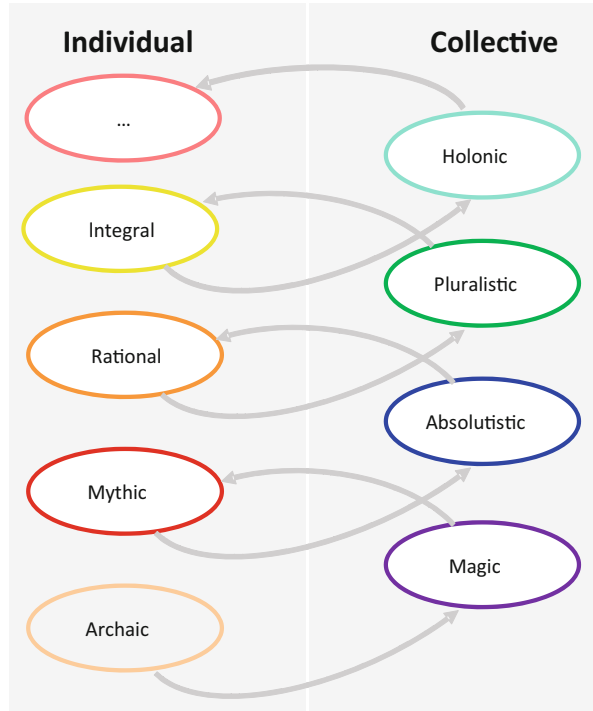 Individual
Collective
...
Holonic
Integral
Pluralistic
Rational
Absolutistic
Mythic
Magic
Archaic